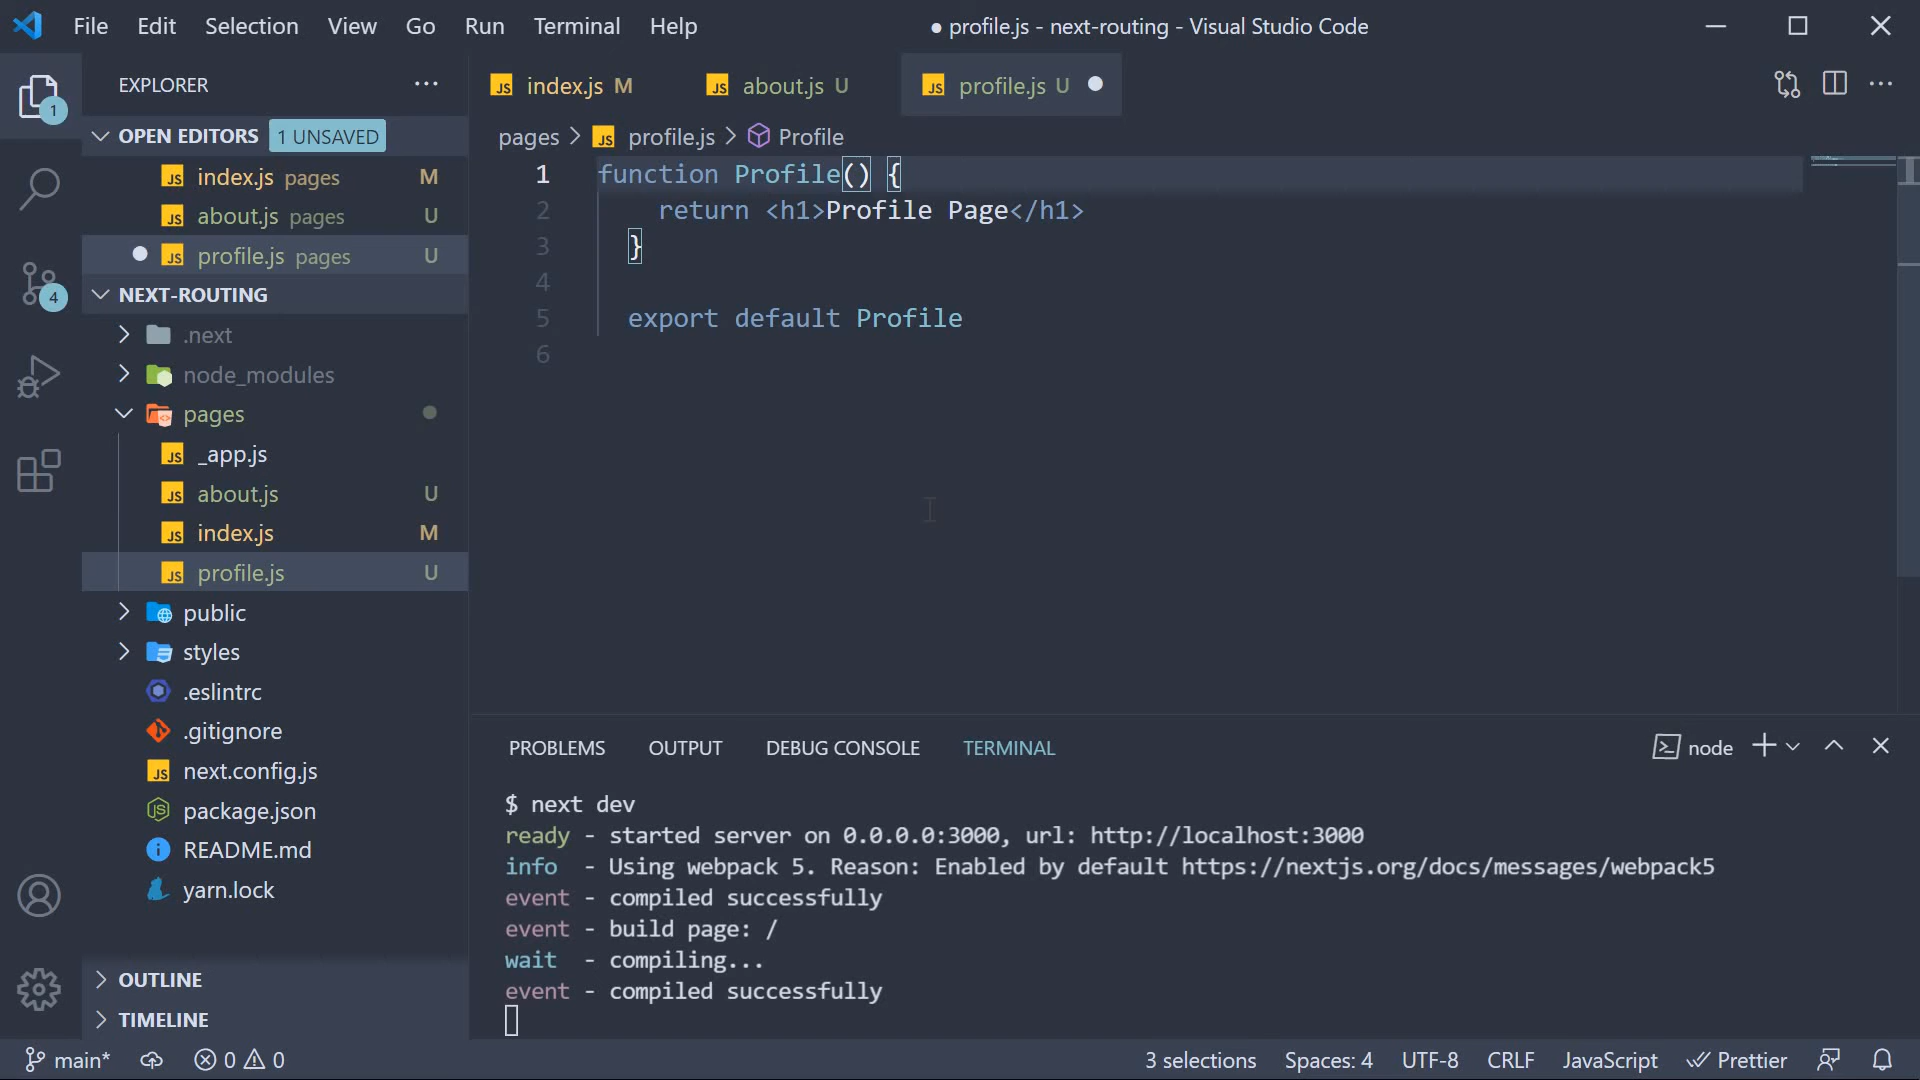 File Edit Selection View Go Run Terminal Help
● profile.js - next-routing - Visual Studio Code
EXPLORER
1
OPEN EDITORS 1 UNSAVED
index.js pages M
about.js pages U
profile.js pages U
4
NEXT-ROUTING
.next
node_modules
pages
_app.js
about.js U
index.js M
profile.js U
public
styles
.eslintrc
.gitignore
next.config.js
package.json
README.md
yarn.lock
OUTLINE
TIMELINE
index.js M about.js U profile.js U
pages > profile.js > Profile
1 function Profile() {
2 return <h1>Profile Page</h1>
3 }
4
5 export default Profile
6
PROBLEMS OUTPUT DEBUG CONSOLE TERMINAL node
$ next dev
ready - started server on 0.0.0.0:3000, url: http://localhost:3000
info - Using webpack 5. Reason: Enabled by default https://nextjs.org/docs/messages/webpack5
event - compiled successfully
event - build page: /
wait - compiling...
event - compiled successfully
main* 0 0 3 selections Spaces: 4 UTF-8 CRLF JavaScript Prettier